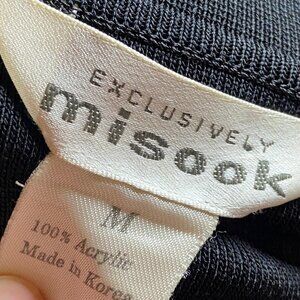 EXCLUSIVELY
misook
M
100% Acrylic
Made in Korea